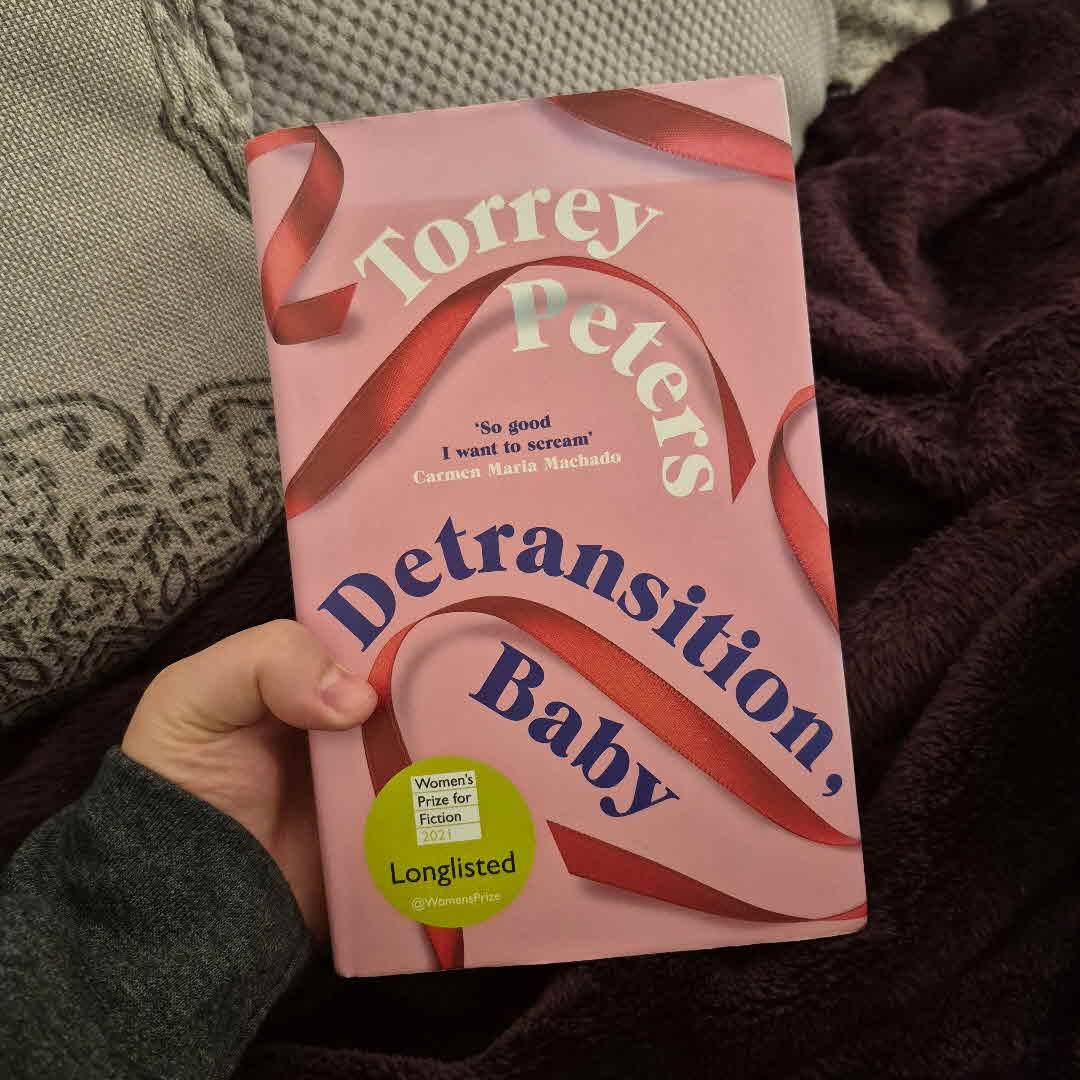 Torrey
Peters
‘So good
I want to scream’
Carmen Maria Machado
Detransition,
Baby
Women's
Prize for
Fiction
2021
Longlisted
@WomensPrize